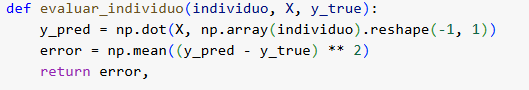 def evaluar_individuo(individuo, X, y_true):
    y_pred = np.dot(X, np.array(individuo).reshape(-1, 1))
    error = np.mean((y_pred - y_true) ** 2)
    return error,